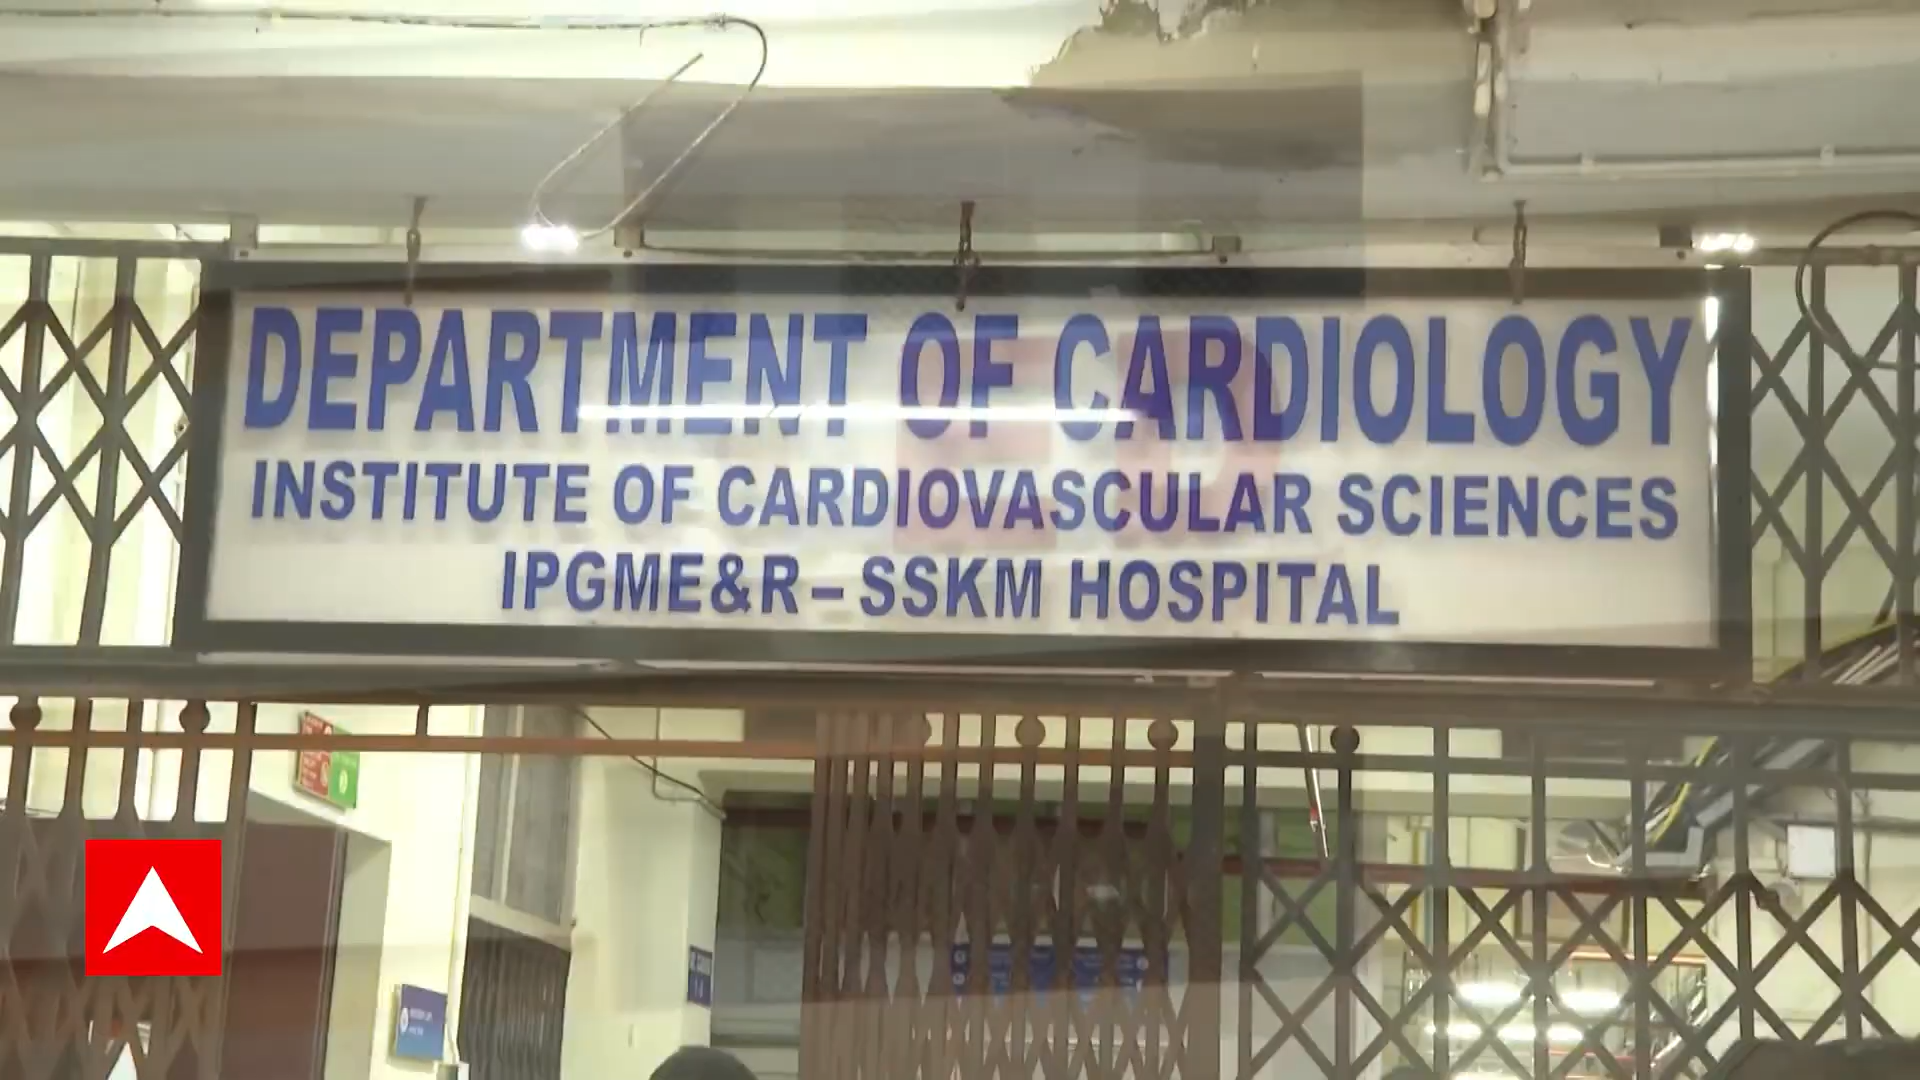 DEPARTMENT OF CARDIOLOGY
INSTITUTE OF CARDIOVASCULAR SCIENCES
IPGME&R – SSKM HOSPITAL